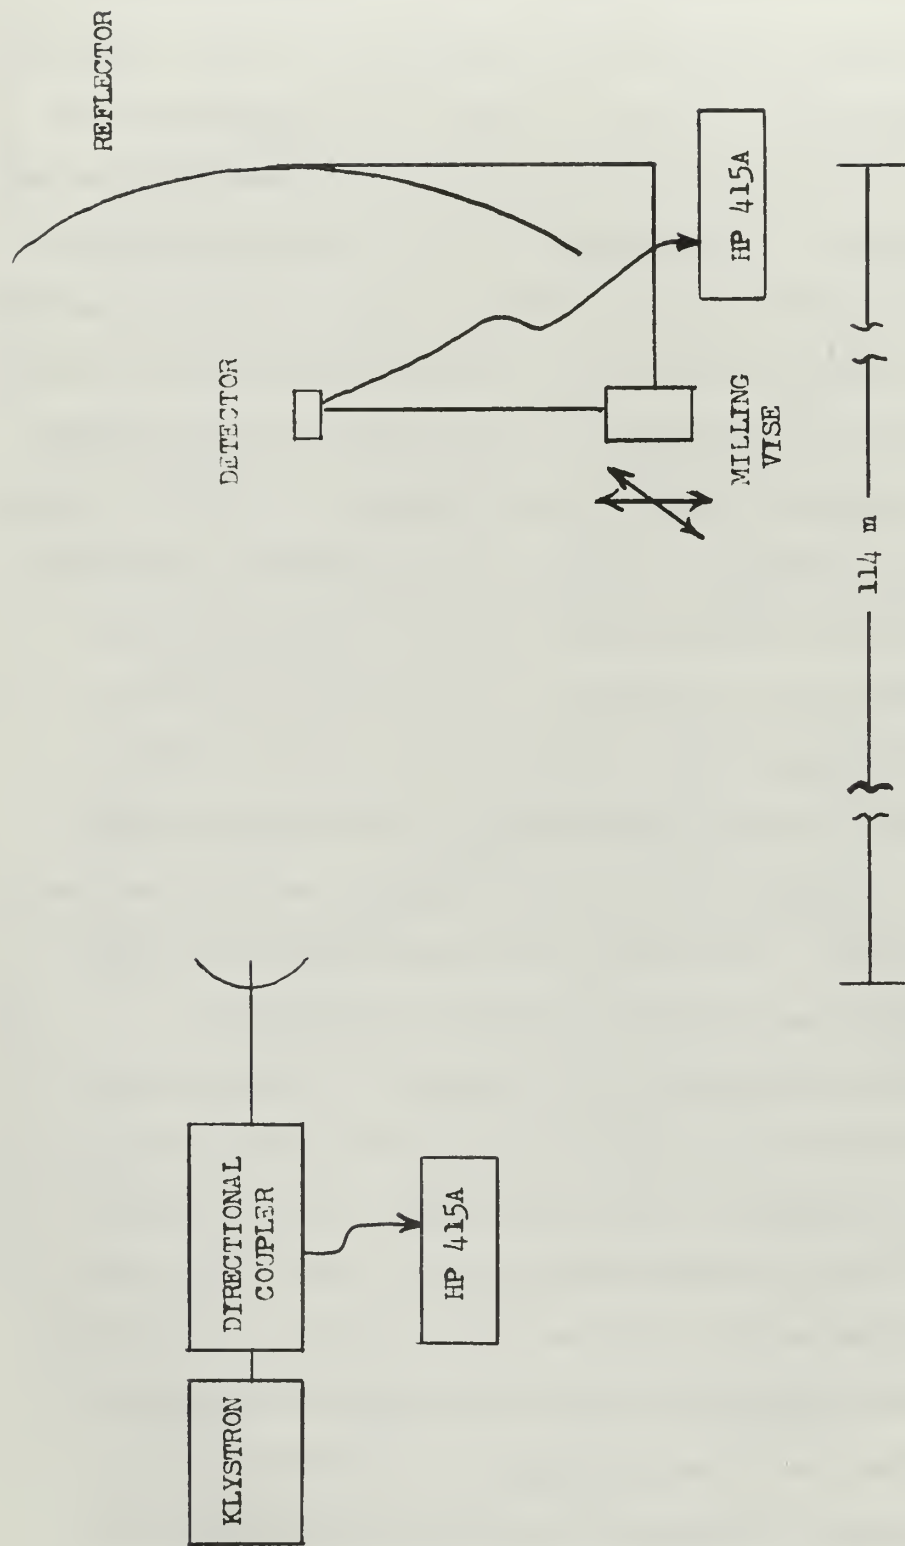 REFLECTOR
DETECTOR
HP 415A
MILLING
VISE
114 m
KLYSTRON
DIRECTIONAL
COUPLER
HP 415A